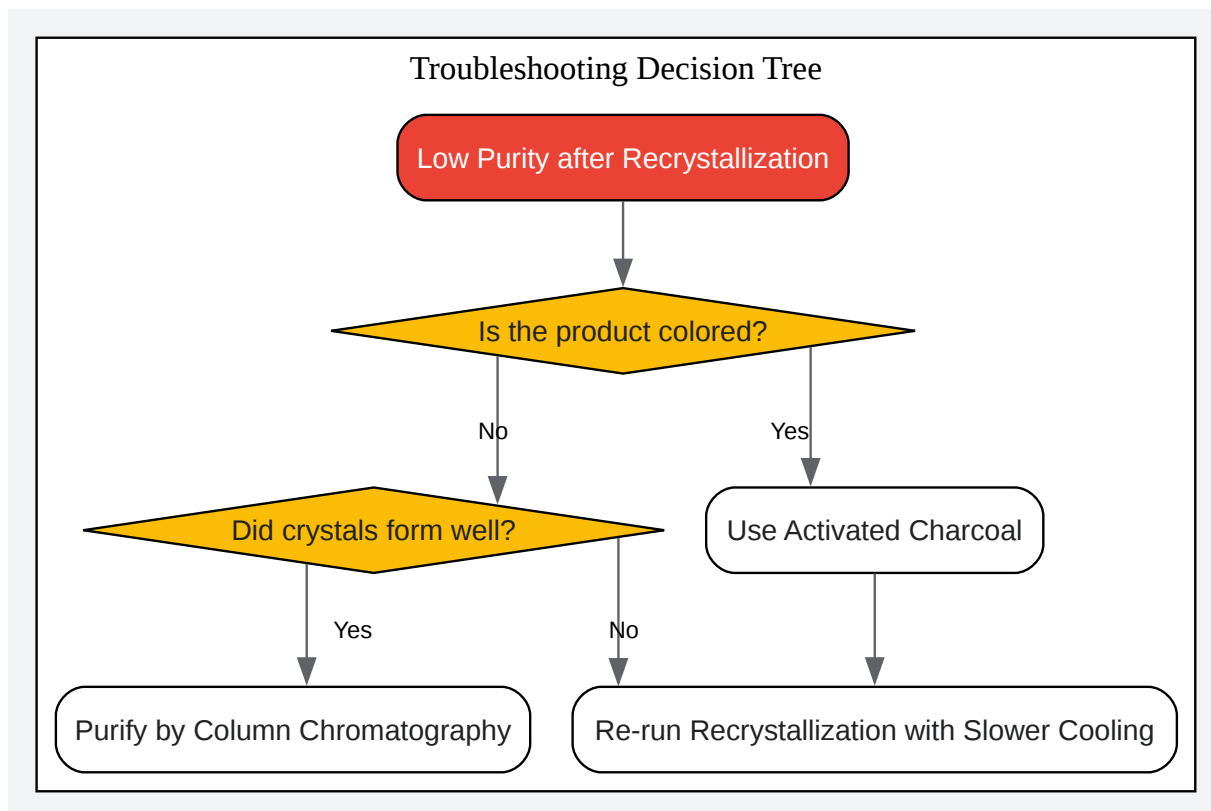 Troubleshooting Decision Tree
Low Purity after Recrystallization
Is the product colored?
No
Yes
Did crystals form well?
Use Activated Charcoal
Yes
No
Purify by Column Chromatography
Re-run Recrystallization with Slower Cooling